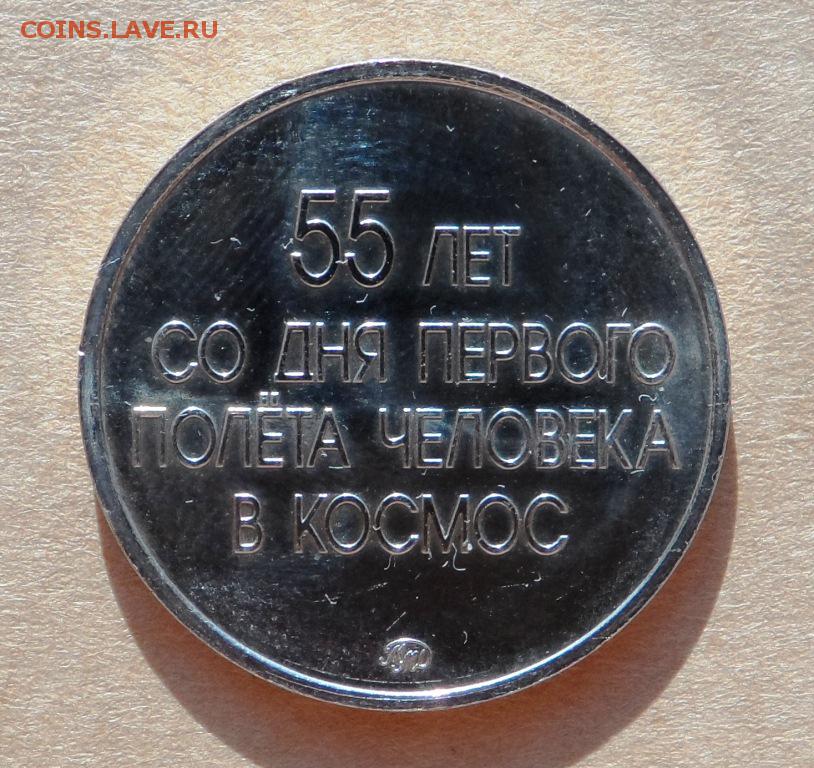 COINS.LAVE.RU
55 ЛЕТ
СО ДНЯ ПЕРВОГО
ПОЛЁТА ЧЕЛОВЕКА
В КОСМОС